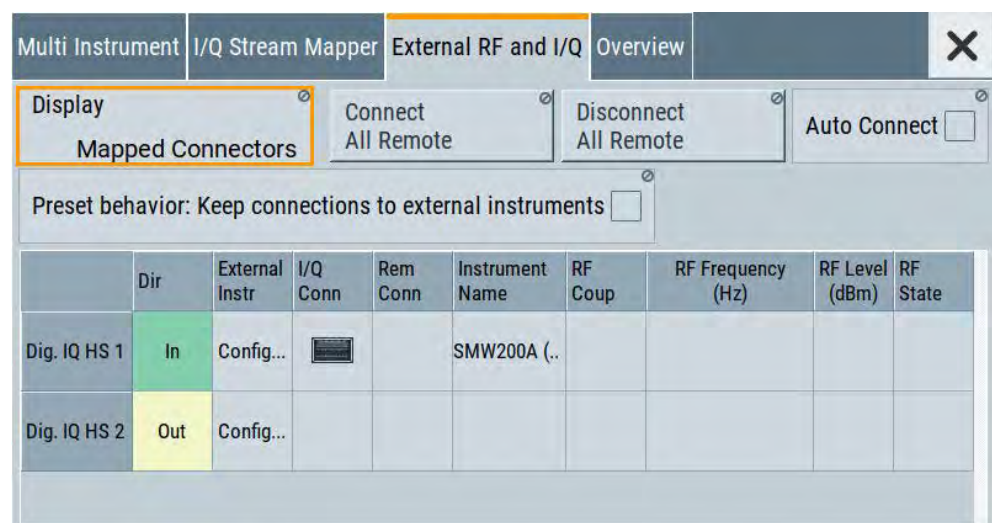 Multi Instrument I/Q Stream Mapper External RF and I/Q Overview
Display
Mapped Connectors
Connect
All Remote
Disconnect
All Remote
Auto Connect
Preset behavior: Keep connections to external instruments
Dir External Instr I/Q Conn Rem Conn Instrument Name RF Coup RF Frequency (Hz) RF Level (dBm) RF State
Dig. IQ HS 1 In Config... SMW200A (..
Dig. IQ HS 2 Out Config...